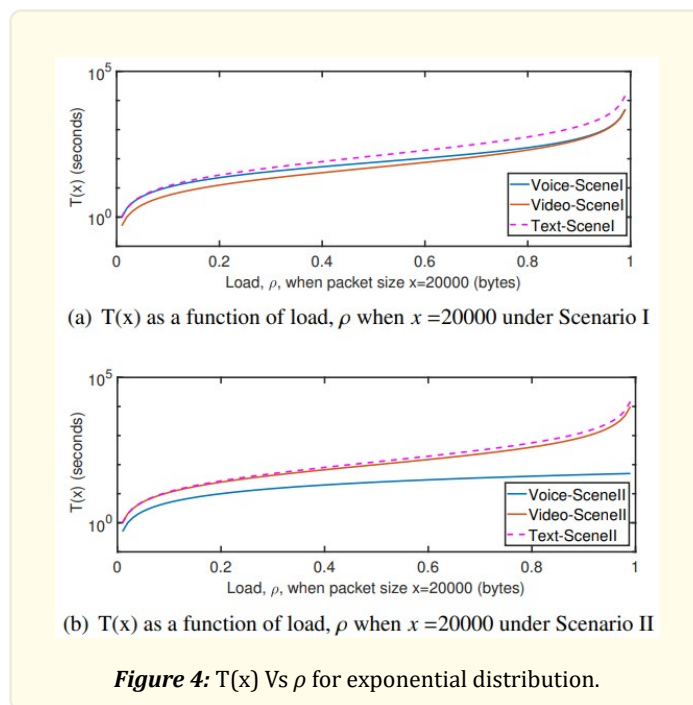 10^5
T(x) (seconds)
10^0
Voice-SceneI
Video-SceneI
Text-SceneI
0 0.2 0.4 0.6 0.8 1
Load, ρ, when packet size x=20000 (bytes)
(a) T(x) as a function of load, ρ when x =20000 under Scenario I
10^5
T(x) (seconds)
10^0
Voice-SceneII
Video-SceneII
Text-SceneII
0 0.2 0.4 0.6 0.8 1
Load, ρ, when packet size x=20000 (bytes)
(b) T(x) as a function of load, ρ when x =20000 under Scenario II
Figure 4: T(x) Vs ρ for exponential distribution.